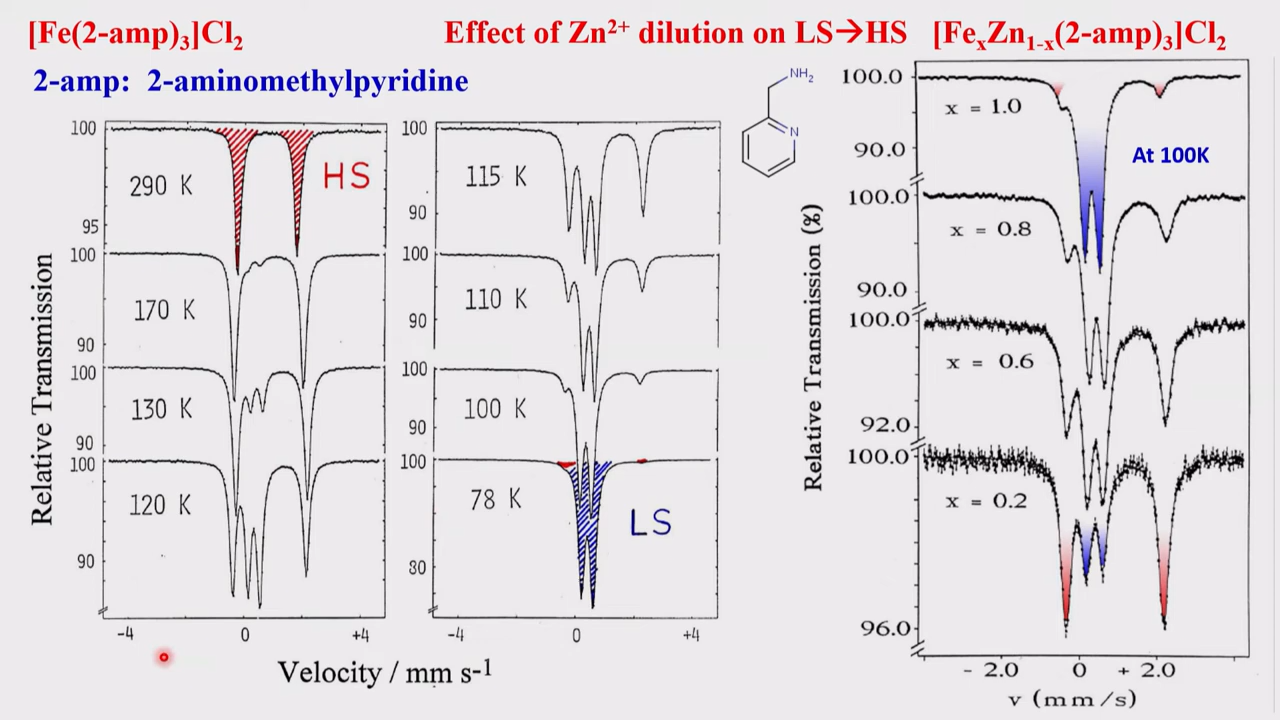 [Fe(2-amp)3]Cl2
Effect of Zn2+ dilution on LS→HS [FexZn1-x(2-amp)3]Cl2
2-amp: 2-aminomethylpyridine
NH2
N
Relative Transmission
100
290 K
HS
95
100
170 K
90
100
130 K
90
100
120 K
90
-4
0
+4
100
115 K
90
100
110 K
90
100
100 K
90
100
78 K
LS
80
-4
0
+4
Velocity / mm s-1
Relative Transmission (%)
100.0
x = 1.0
At 100K
90.0
100.0
x = 0.8
90.0
100.0
x = 0.6
92.0
100.0
x = 0.2
96.0
- 2.0
0
+ 2.0
v (mm/s)